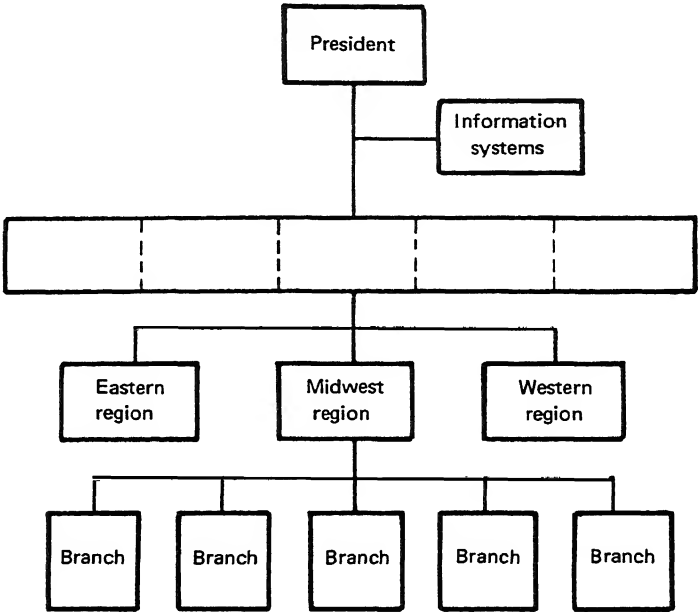 President
Information
systems
Eastern
region
Midwest
region
Western
region
Branch
Branch
Branch
Branch
Branch